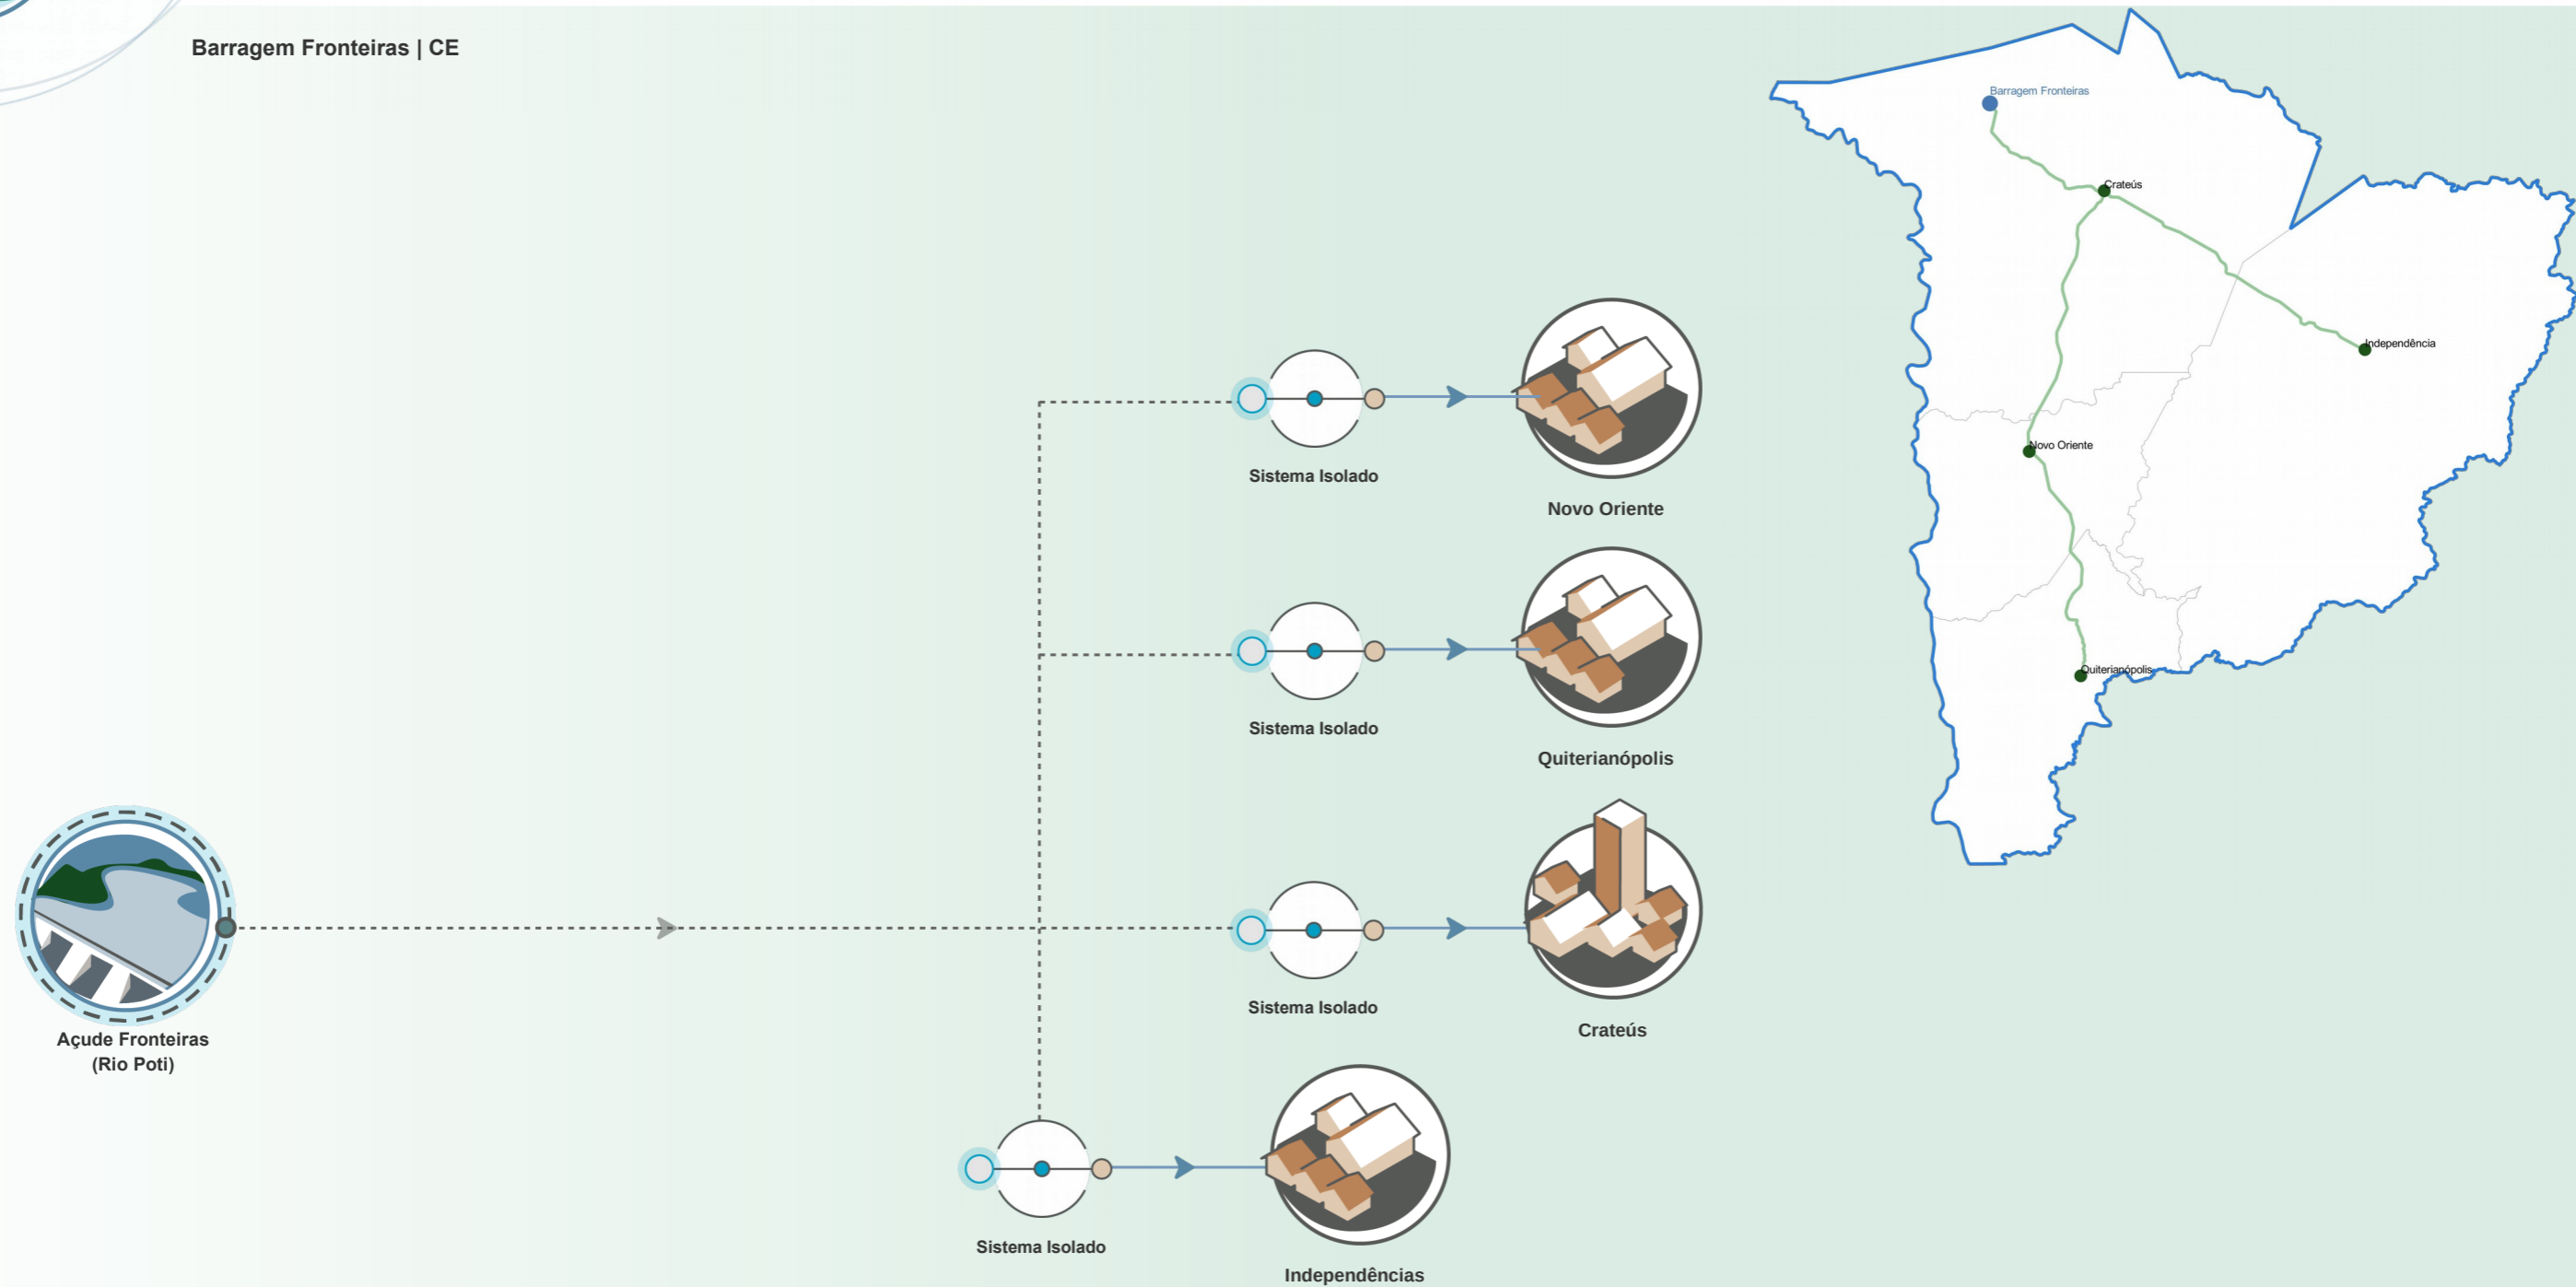 Barragem Fronteiras | CE
Barragem Fronteiras
Crateús
Independência
Novo Oriente
Quiterianópolis
Sistema Isolado
Novo Oriente
Sistema Isolado
Quiterianópolis
Sistema Isolado
Crateús
Açude Fronteiras
(Rio Poti)
Sistema Isolado
Independências